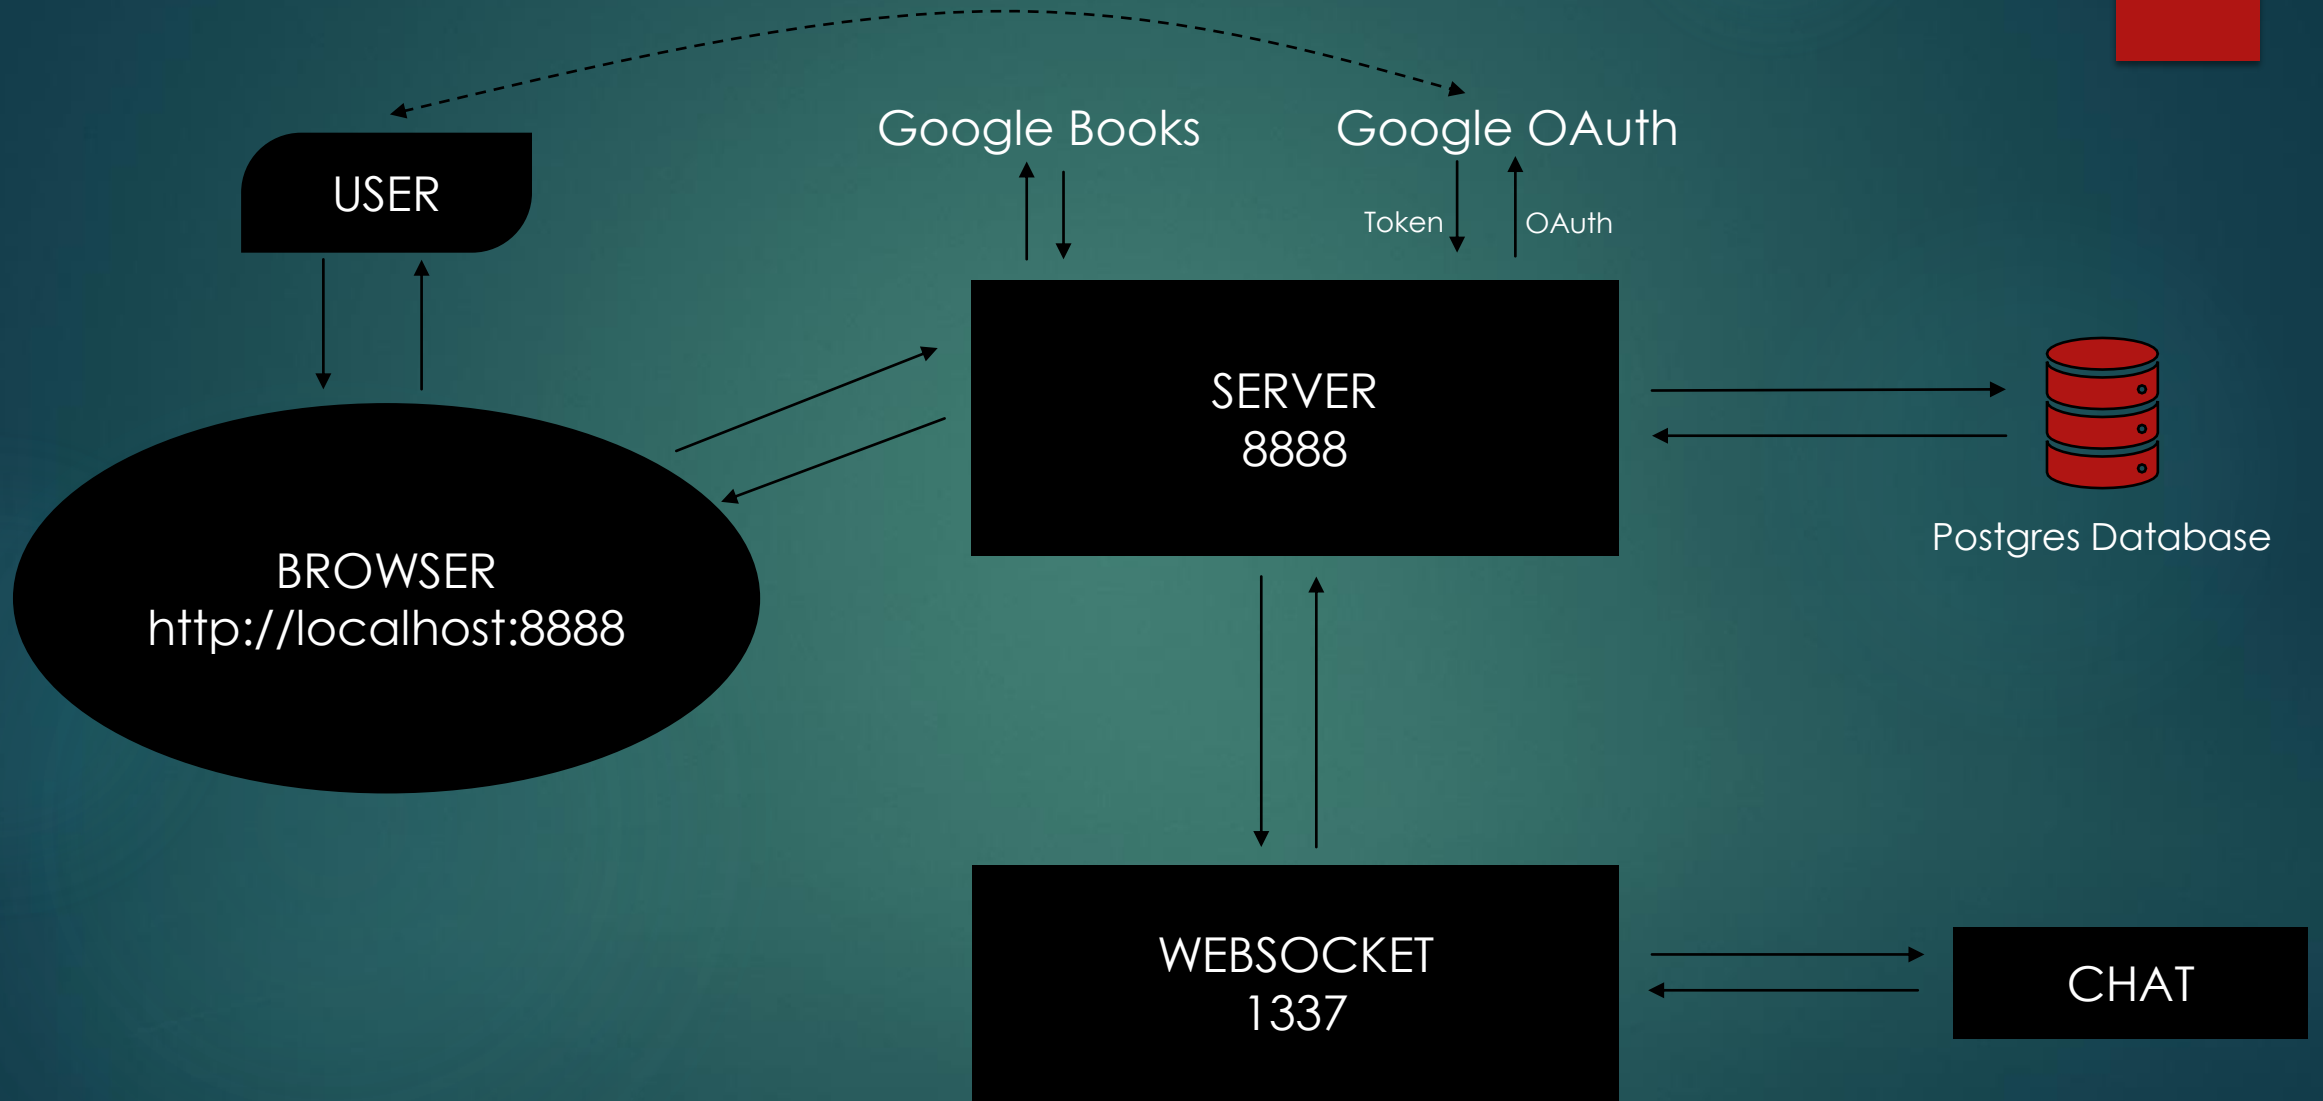 Google Books
Google OAuth
USER
Token
OAuth
SERVER
8888
Postgres Database
BROWSER
http://localhost:8888
WEBSOCKET
1337
CHAT